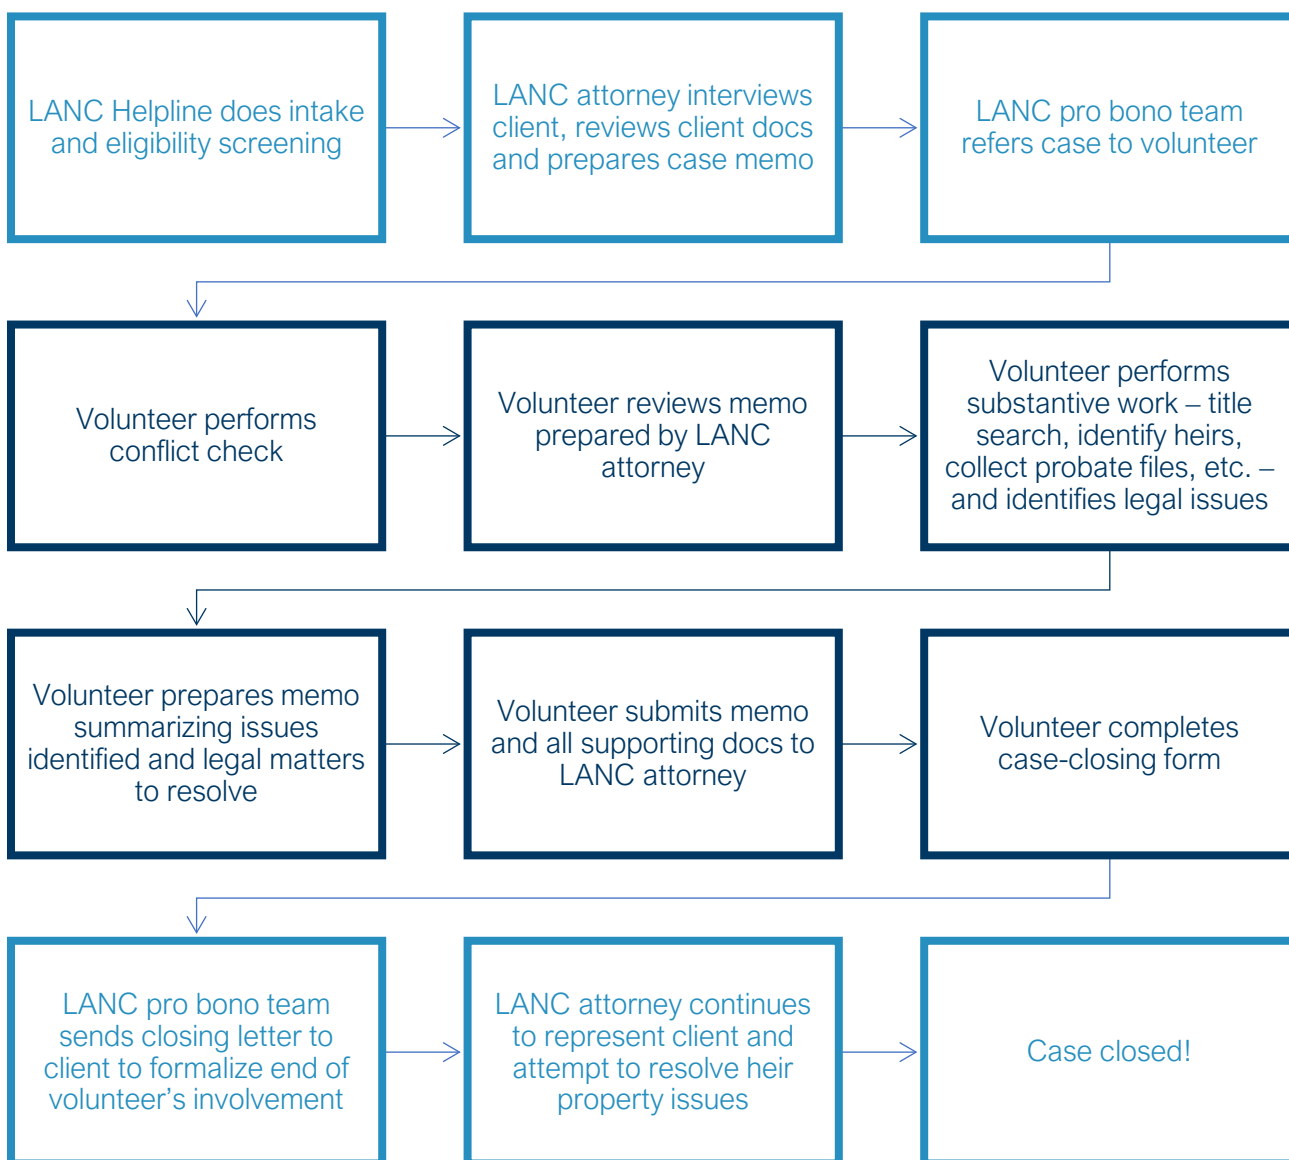 LANC Helpline does intake
and eligibility screening
LANC attorney interviews
client, reviews client docs
and prepares case memo
LANC pro bono team
refers case to volunteer
Volunteer performs
conflict check
Volunteer reviews memo
prepared by LANC
attorney
Volunteer performs
substantive work – title
search, identify heirs,
collect probate files, etc. –
and identifies legal issues
Volunteer prepares memo
summarizing issues
identified and legal matters
to resolve
Volunteer submits memo
and all supporting docs to
LANC attorney
Volunteer completes
case-closing form
LANC pro bono team
sends closing letter to
client to formalize end of
volunteer’s involvement
LANC attorney continues
to represent client and
attempt to resolve heir
property issues
Case closed!